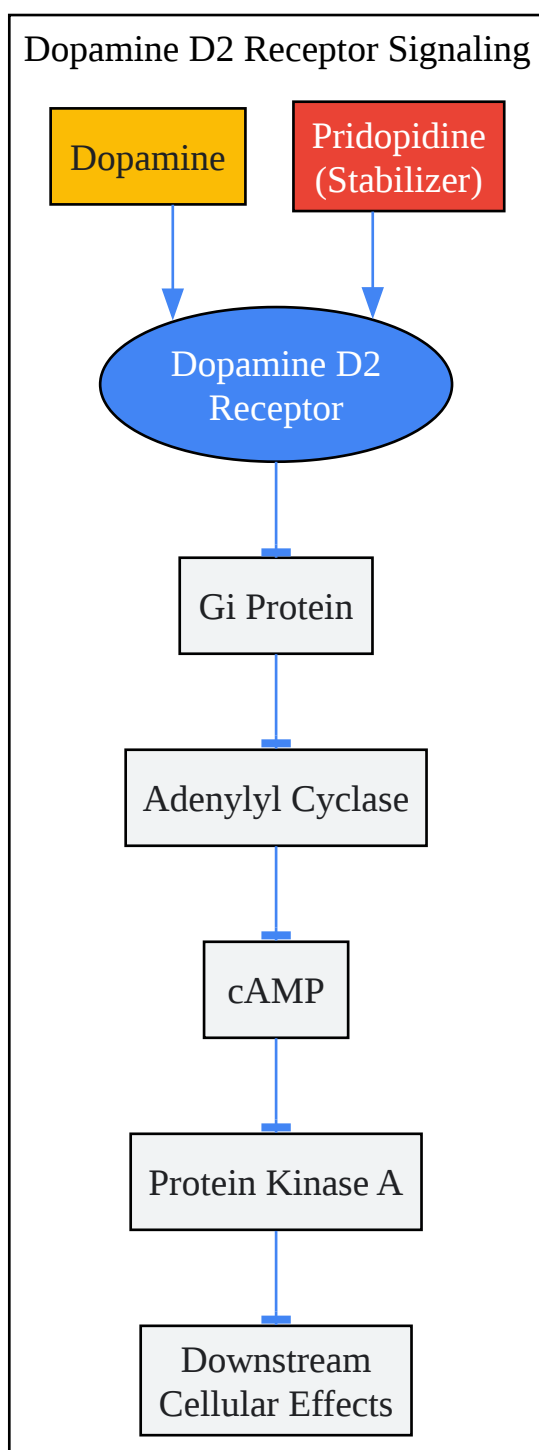 Dopamine D2 Receptor Signaling
Dopamine
Pridopidine
(Stabilizer)
Dopamine D2
Receptor
Gi Protein
Adenylyl Cyclase
cAMP
Protein Kinase A
Downstream
Cellular Effects